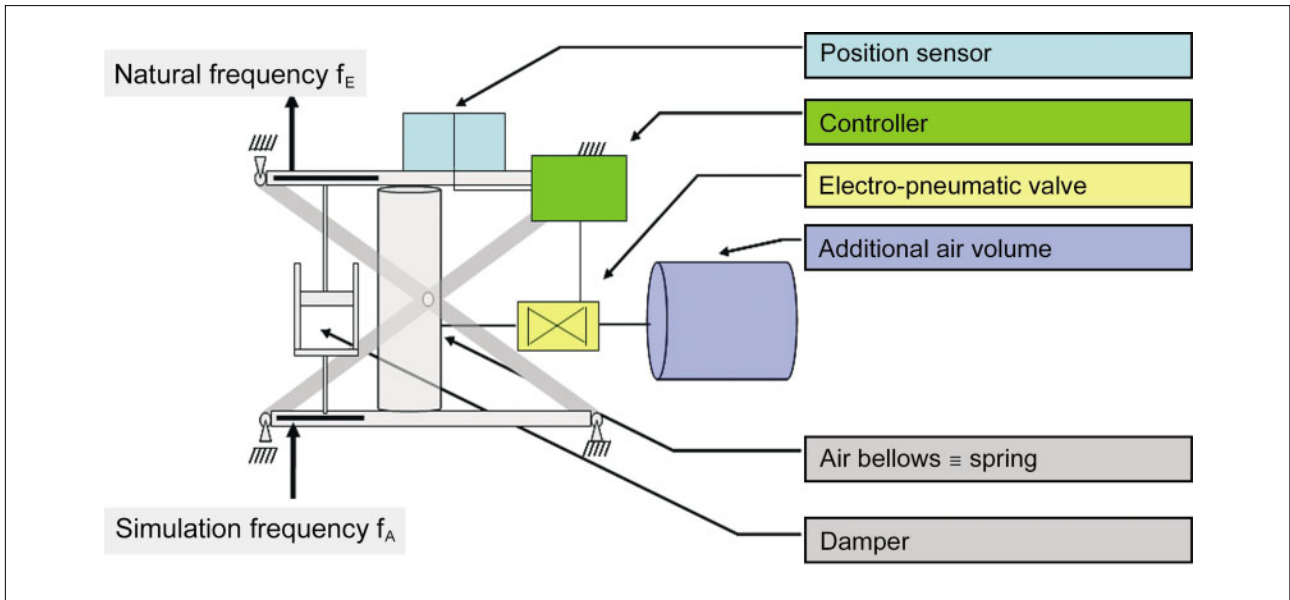 Position sensor
Natural frequency fE
Controller
Electro-pneumatic valve
Additional air volume
Air bellows ≡ spring
Simulation frequency fA
Damper